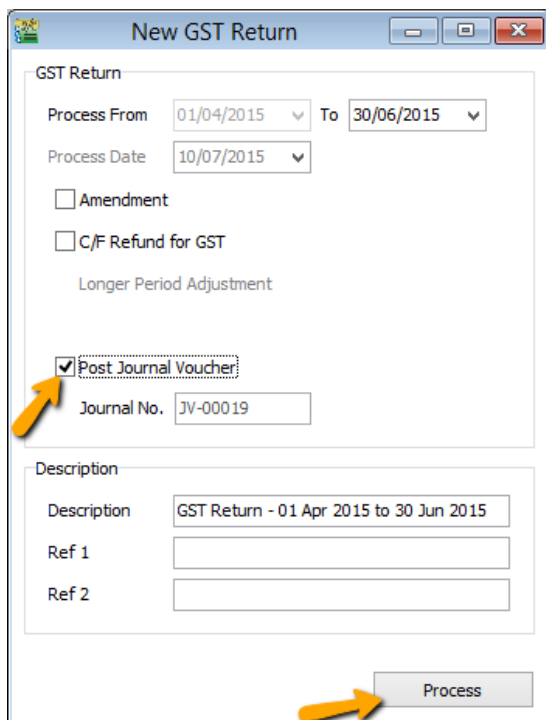 New GST Return
GST Return
Process From 01/04/2015 To 30/06/2015
Process Date 10/07/2015
Amendment
C/F Refund for GST
Longer Period Adjustment
Post Journal Voucher
Journal No. JV-00019
Description
Description GST Return - 01 Apr 2015 to 30 Jun 2015
Ref 1
Ref 2
Process